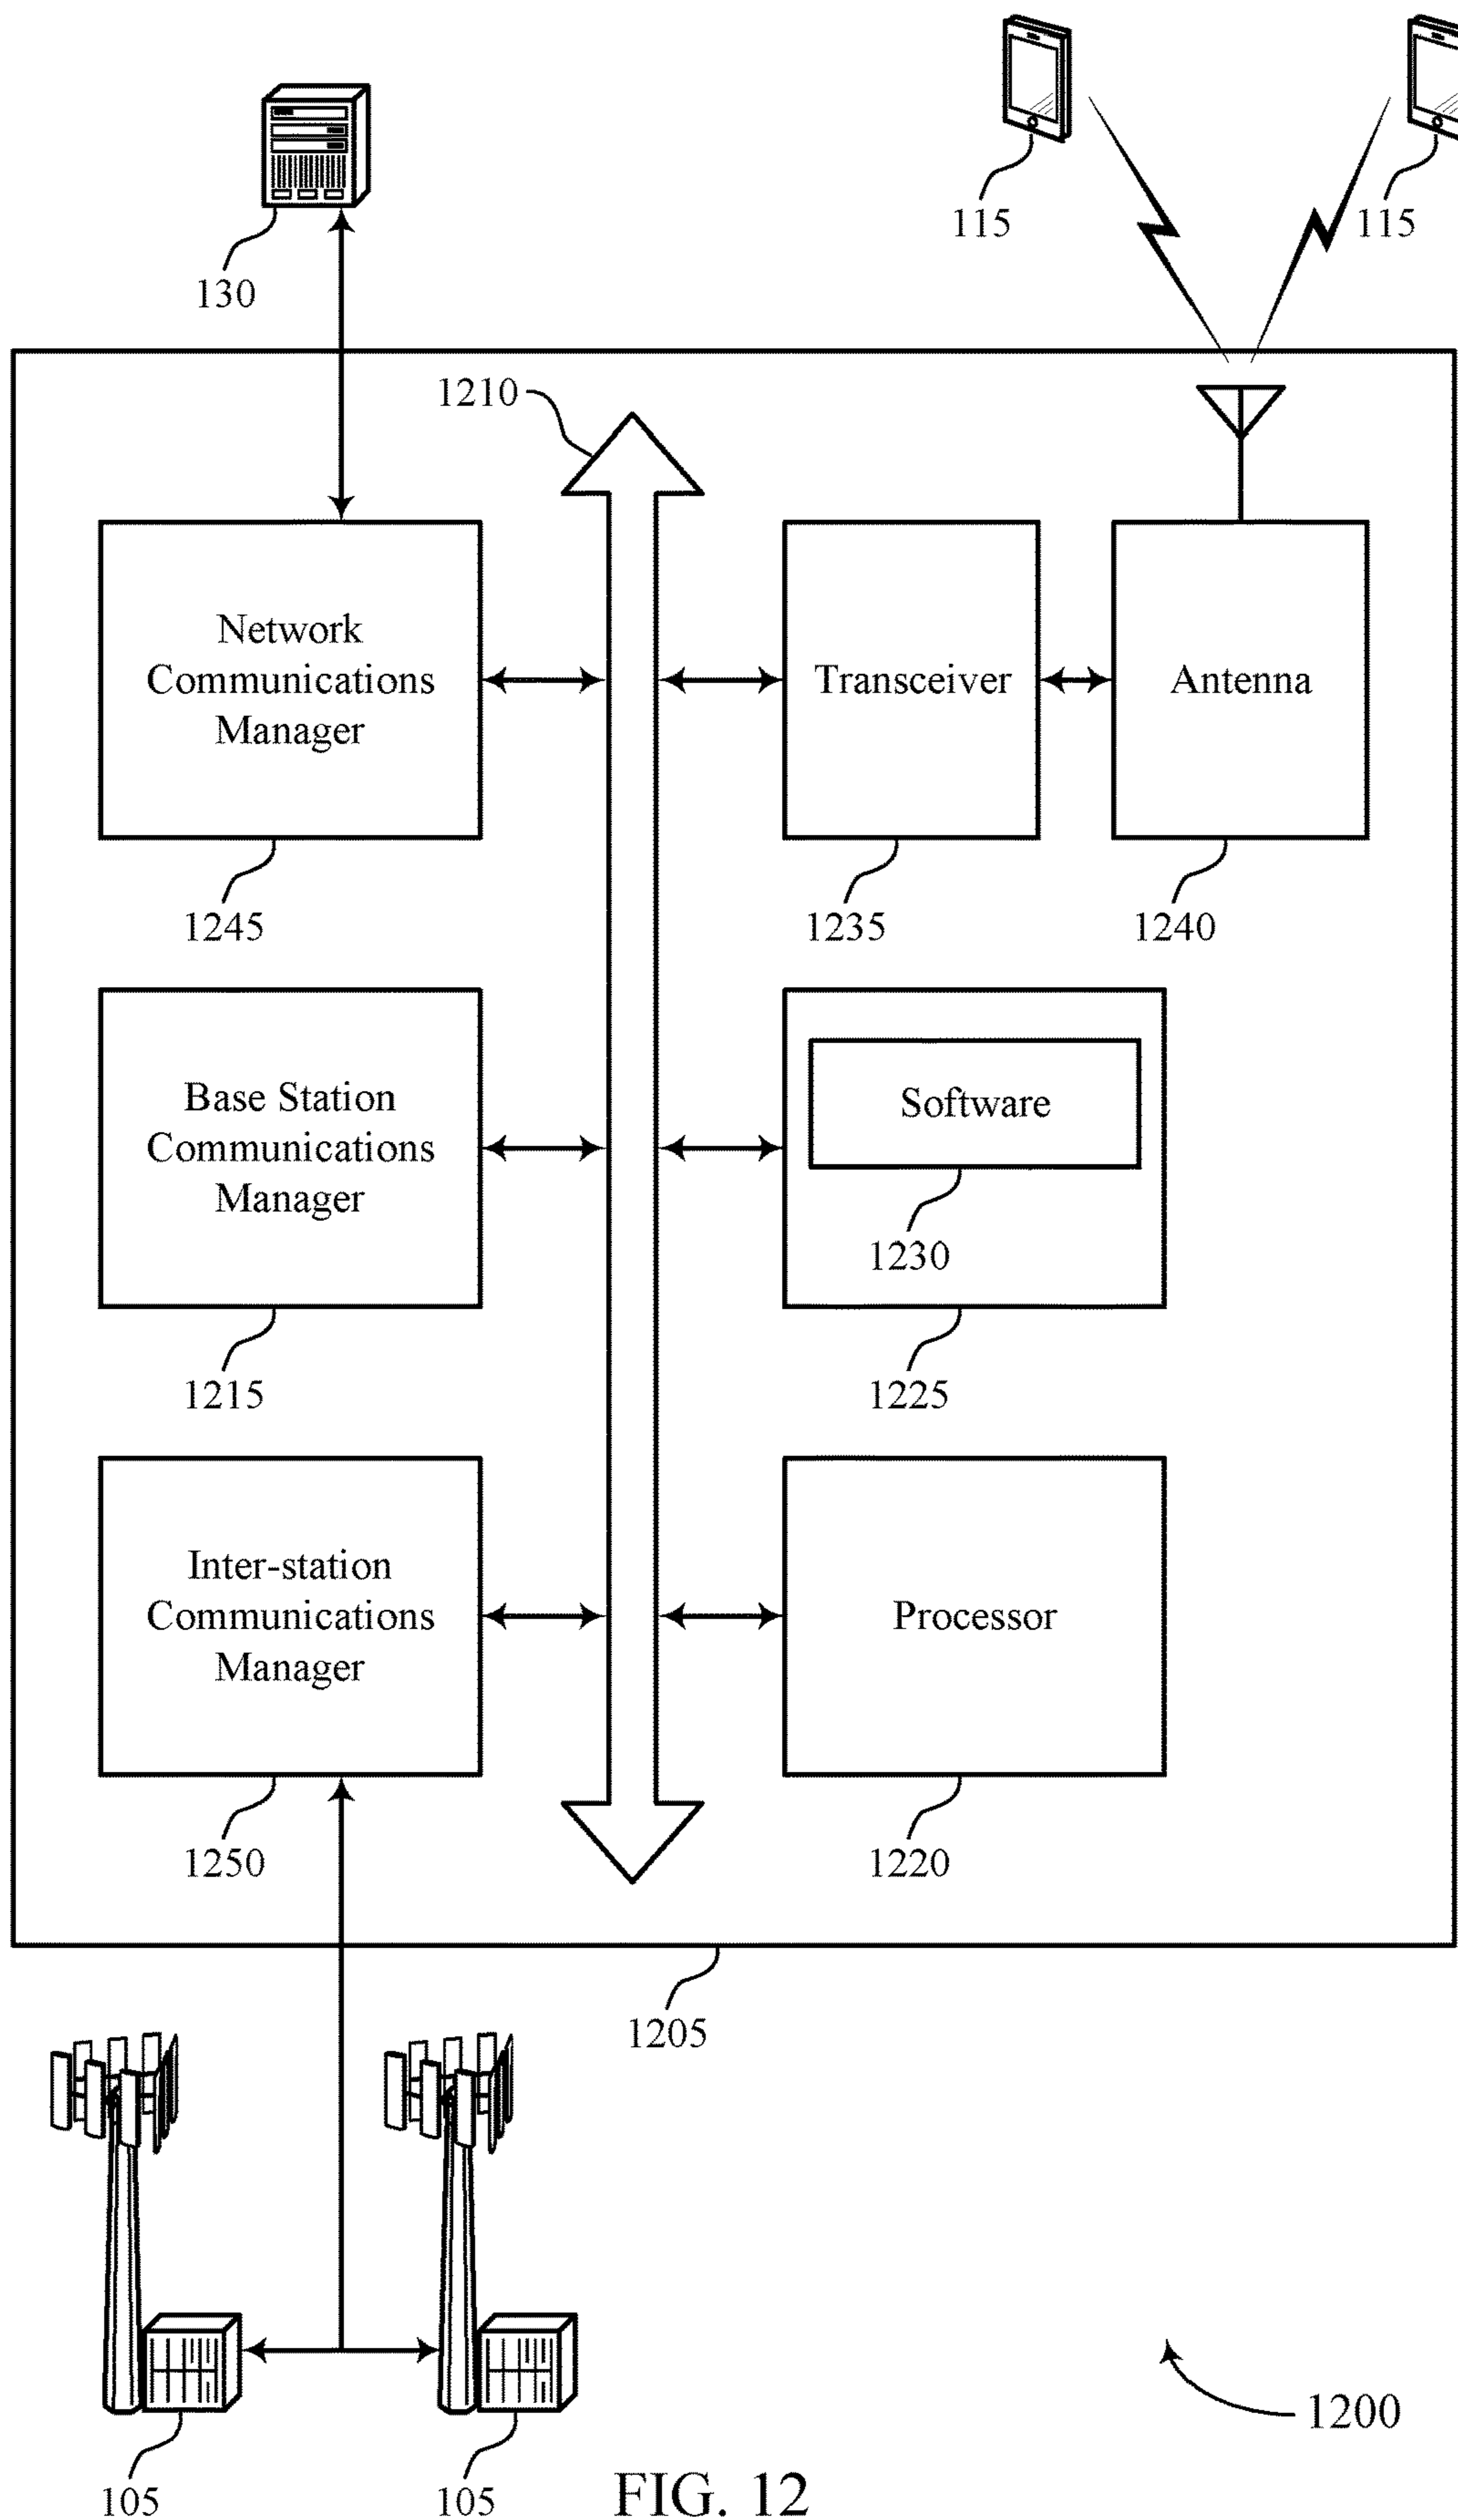 115
115
130
1210
Network
Communications
Manager
Transceiver
Antenna
1245
1235
1240
Base Station
Communications
Manager
Software
1230
1215
1225
Inter-station
Communications
Manager
Processor
1250
1220
1205
1200
105
105
FIG. 12